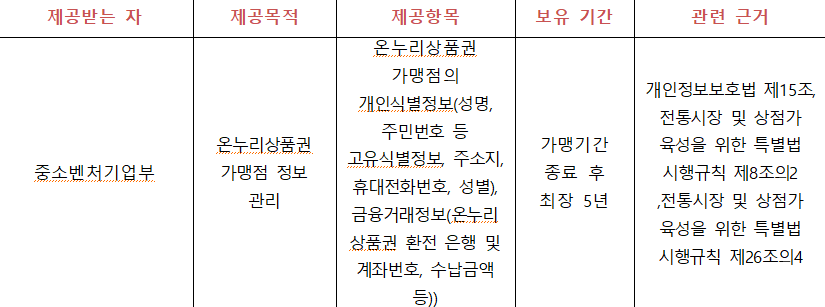 제공받는 자
제공목적
제공항목
보유 기간
관련 근거
중소벤처기업부
온누리상품권
가맹점 정보
관리
온누리상품권
가맹점의
개인식별정보(성명,
주민번호 등
고유식별정보, 주소지,
휴대전화번호, 성별),
금융거래정보(온누리
상품권 환전 은행 및
계좌번호, 수납금액
등))
가맹기간
종료 후
최장 5년
개인정보보호법 제15조,
전통시장 및 상점가
육성을 위한 특별법
시행규칙 제8조의2
,전통시장 및 상점가
육성을 위한 특별법
시행규칙 제26조의4